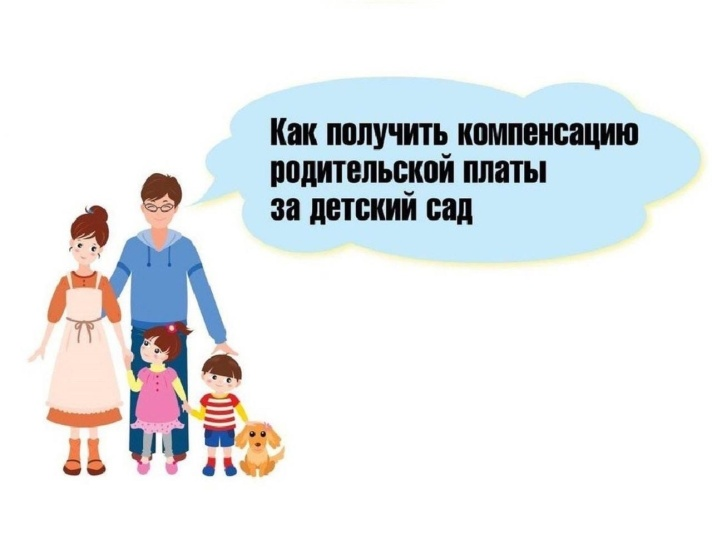 Как получить компенсацию
родительской платы
за детский сад